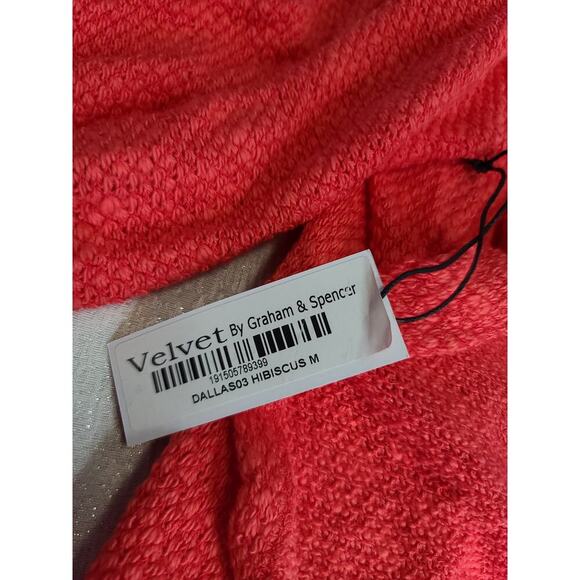 Velvet By Graham & Spencer
191505789399
DALLAS03 HIBISCUS M